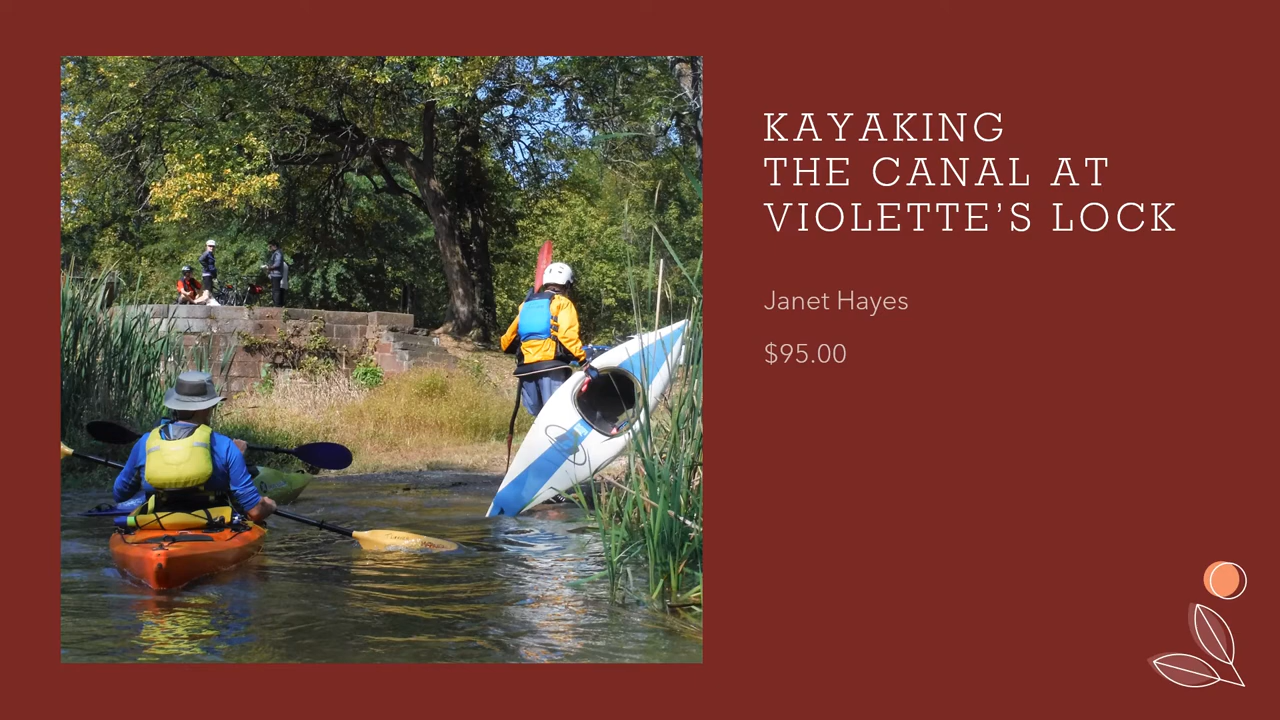 KAYAKING
THE CANAL AT
VIOLETTE’S LOCK
Janet Hayes
$95.00